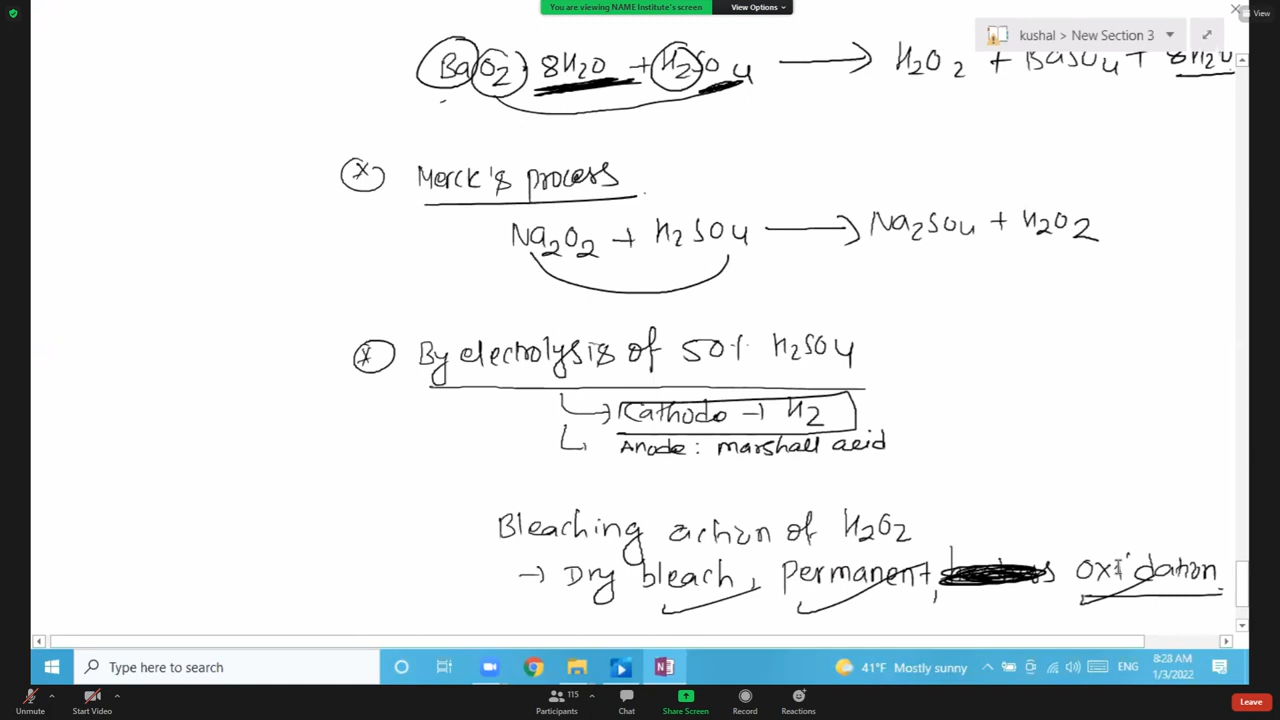 You are viewing NAME Institute's screen View Options
View
kushal > New Section 3
BaO2. 8H2O + H2SO4 → H2O2 + BaSO4 + 8H2O
Merck's process
Na2O2 + H2SO4 → Na2SO4 + H2O2
By electrolysis of 50% H2SO4
Cathode → H2
Anode: marshall acid
Bleaching action of H2O2
→ Dry bleach, permanent, oxidation
Type here to search
41°F Mostly sunny
ENG
8:28 AM
1/3/2022
Unmute
Start Video
Participants 115
Chat
Share Screen
Record
Reactions
Leave